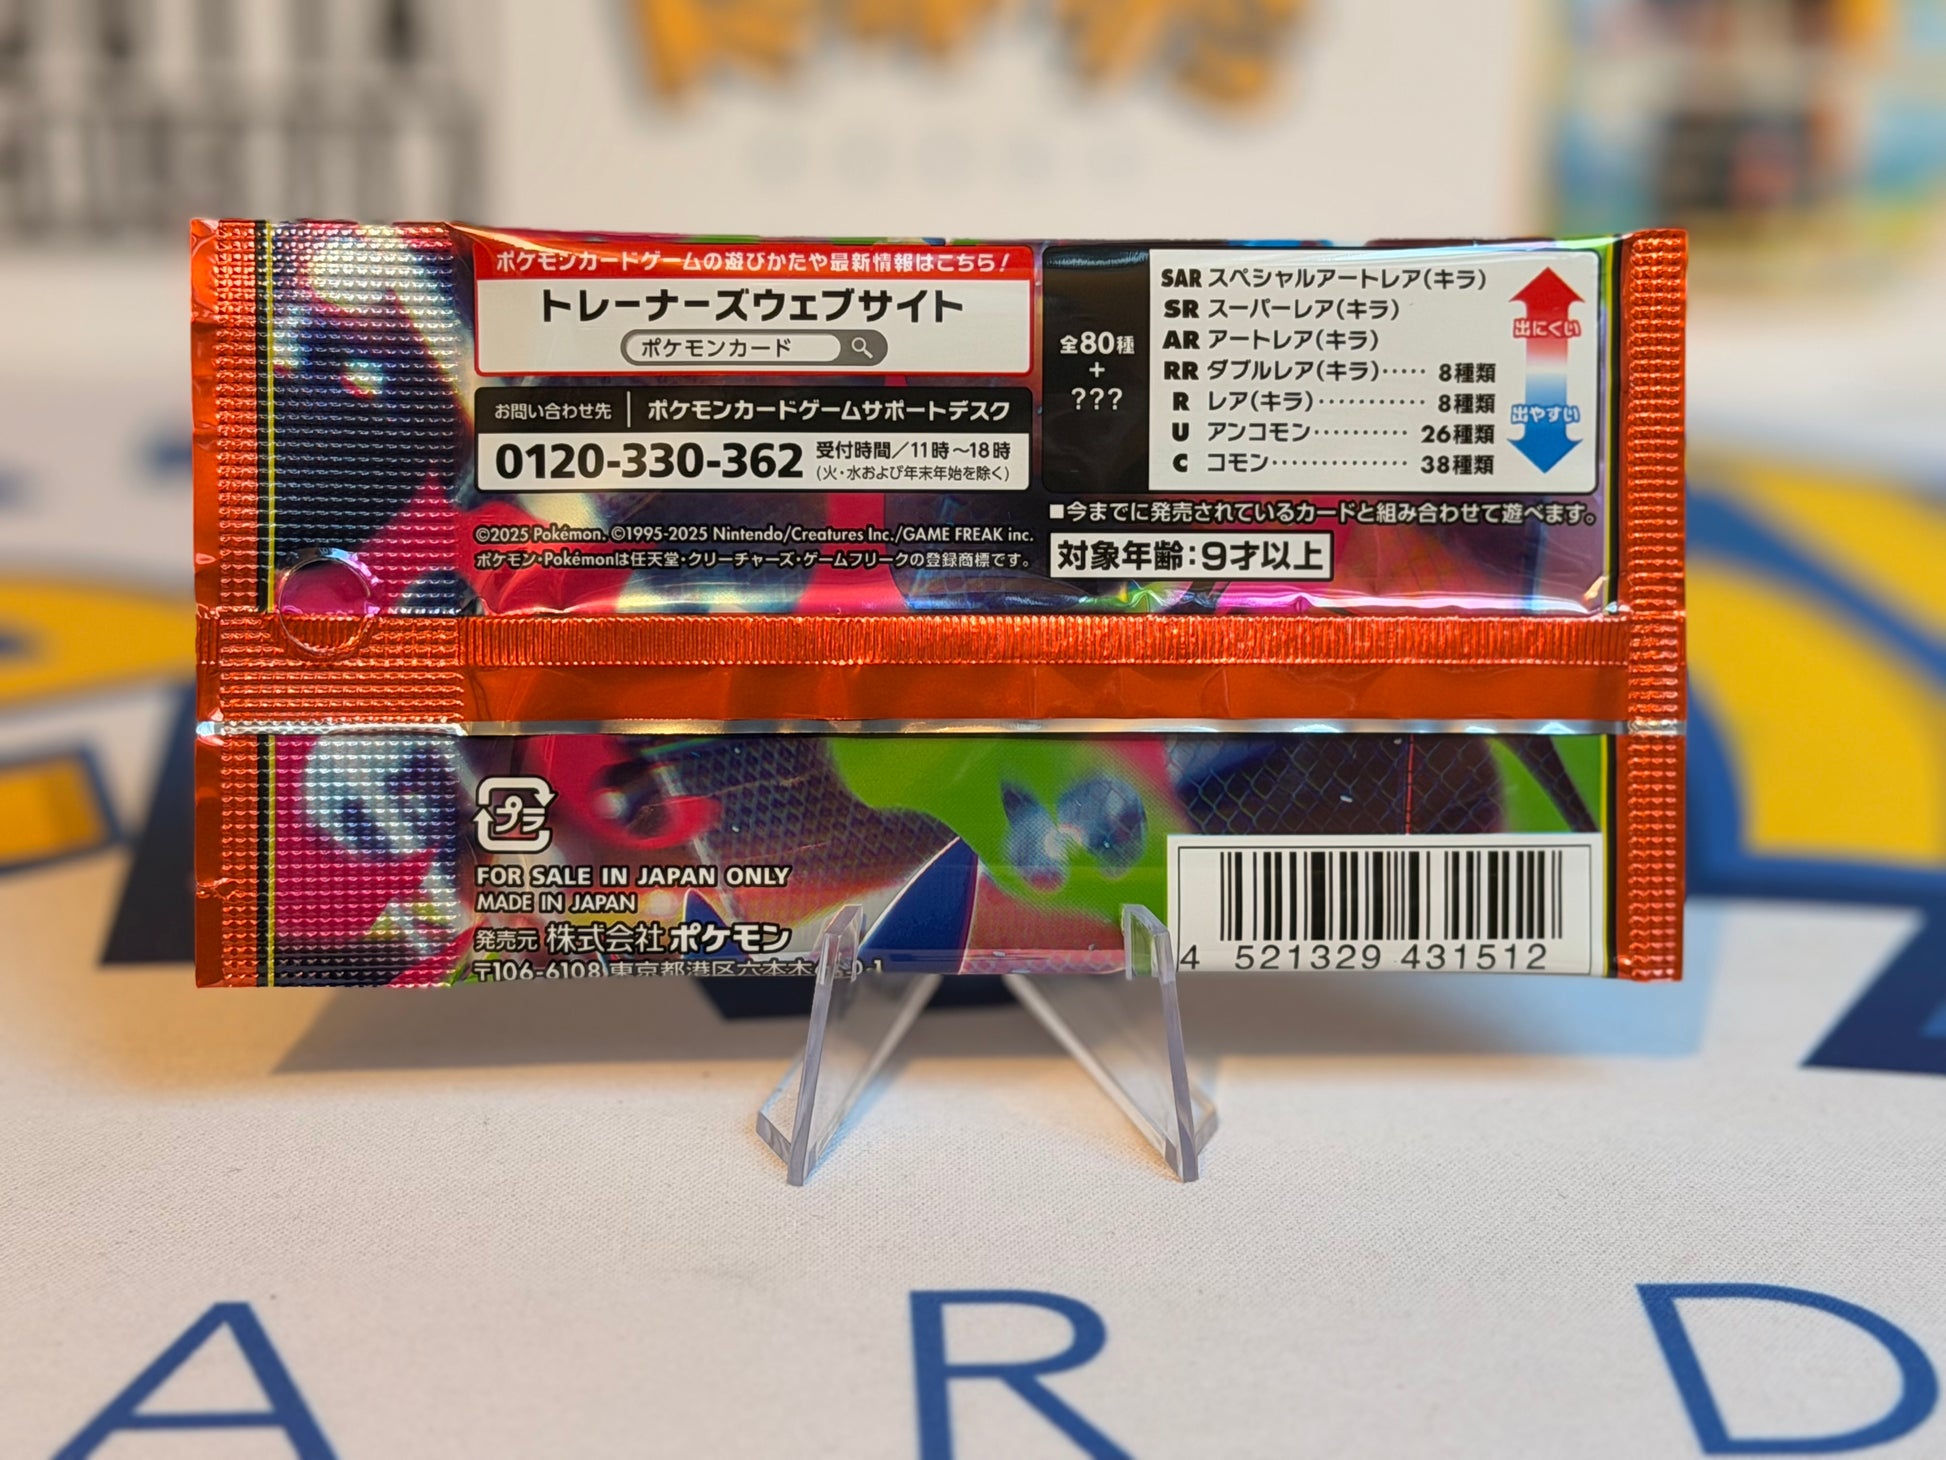 ポケモンカードゲームの遊びかたや最新情報はこちら!
トレーナーズウェブサイト
ポケモンカード
お問い合わせ先 ポケモンカードゲームサポートデスク
0120-330-362 受付時間/11時~18時
(火・水および年末年始を除く)
©2025 Pokémon. ©1995-2025 Nintendo/Creatures Inc./GAME FREAK inc.
ポケモン・Pokémonは任天堂・クリーチャーズ・ゲームフリークの登録商標です。
全80種
+
???
SAR スペシャルアートレア(キラ)
SR スーパーレア(キラ)
AR アートレア(キラ)
RR ダブルレア(キラ)····· 8種類
R レア(キラ)··········· 8種類
U アンコモン·········· 26種類
C コモン·············· 38種類
出にくい
出やすい
■今までに発売されているカードと組み合わせて遊べます。
対象年齢:9才以上
プラ
FOR SALE IN JAPAN ONLY
MADE IN JAPAN
発売元 株式会社ポケモン
〒106-6108 東京都港区六本木
4 521329 431512
A R D